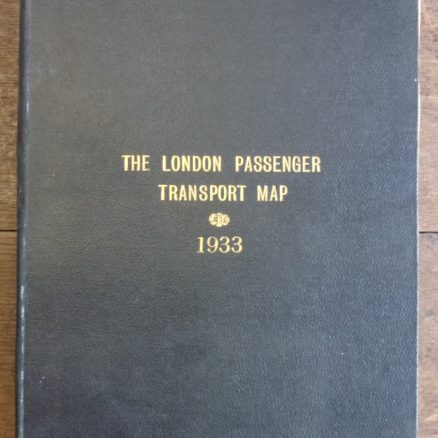 THE LONDON PASSENGER
TRANSPORT MAP
1933